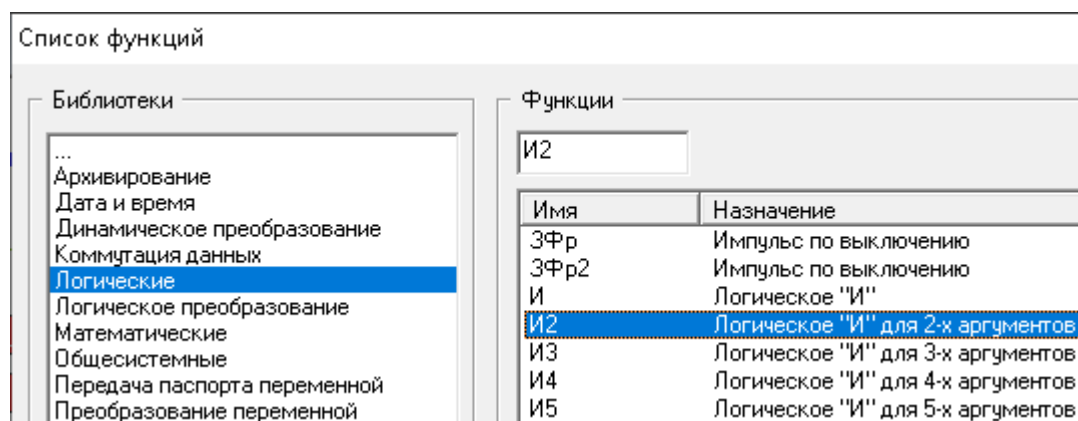 Список функций
Библиотеки
...
Архивирование
Дата и время
Динамическое преобразование
Коммутация данных
Логические
Логическое преобразование
Математические
Общесистемные
Передача паспорта переменной
Преобразование переменной
Функции
И2
Имя Назначение
ЗФр Импульс по выключению
ЗФр2 Импульс по выключению
И Логическое "И"
И2 Логическое "И" для 2-х аргументов
И3 Логическое "И" для 3-х аргументов
И4 Логическое "И" для 4-х аргументов
И5 Логическое "И" для 5-х аргументов